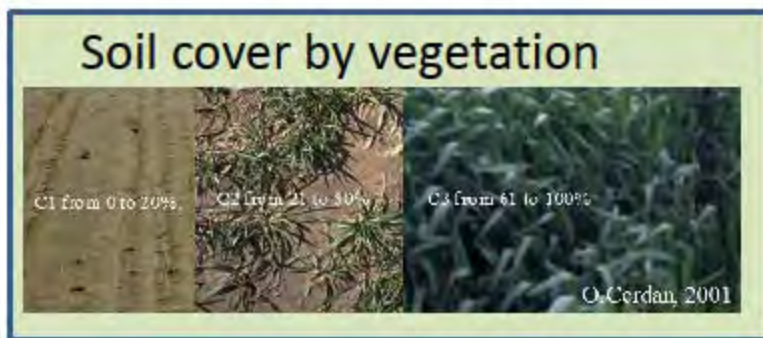 Soil cover by vegetation
C1 from 0 to 20%.
C2 from 21 to
C3 from 61 to 100%
O.Cerdan, 2001